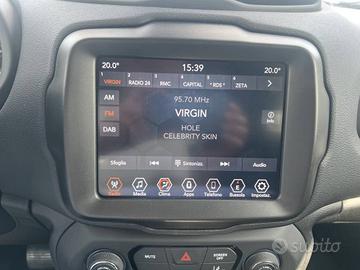 20.0° 15:39 20.0°
1 2 3 4 5 6
VIRGIN RADIO 24 RMC CAPITAL *RDS* ZETA
AM
95.70 MHz
FM
VIRGIN
Info
DAB
HOLE
CELEBRITY SKIN
Sfoglia Sintonizz. Audio
Radio Media Clima Apps Telefono Bussola Impostaz.
MUTE
SCREEN OFF
subito